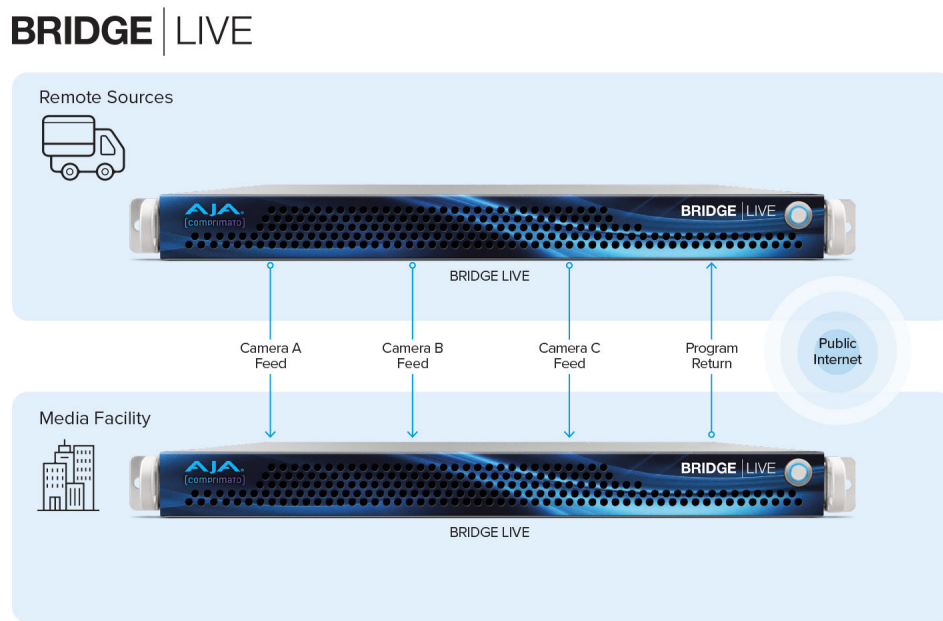 BRIDGE | LIVE
Remote Sources
AJA
[comprimato]
BRIDGE | LIVE
BRIDGE LIVE
Camera A
Feed
Camera B
Feed
Camera C
Feed
Program
Return
Public
Internet
Media Facility
AJA
[comprimato]
BRIDGE | LIVE
BRIDGE LIVE